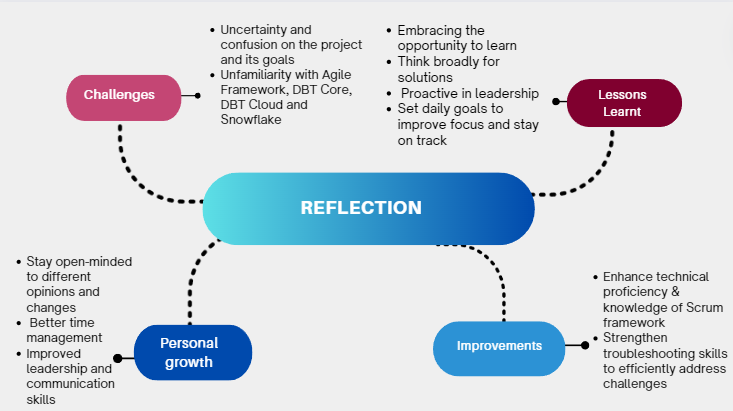 Challenges
• Uncertainty and
confusion on the project
and its goals
• Unfamiliarity with Agile
Framework, DBT Core,
DBT Cloud and
Snowflake
• Embracing the
opportunity to learn
• Think broadly for
solutions
• Proactive in leadership
• Set daily goals to
improve focus and stay
on track
Lessons
Learnt
REFLECTION
• Stay open-minded
to different
opinions and
changes
• Better time
management
• Improved
leadership and
communication
skills
Personal
growth
Improvements
• Enhance technical
proficiency &
knowledge of Scrum
framework
• Strengthen
troubleshooting skills
to efficiently address
challenges